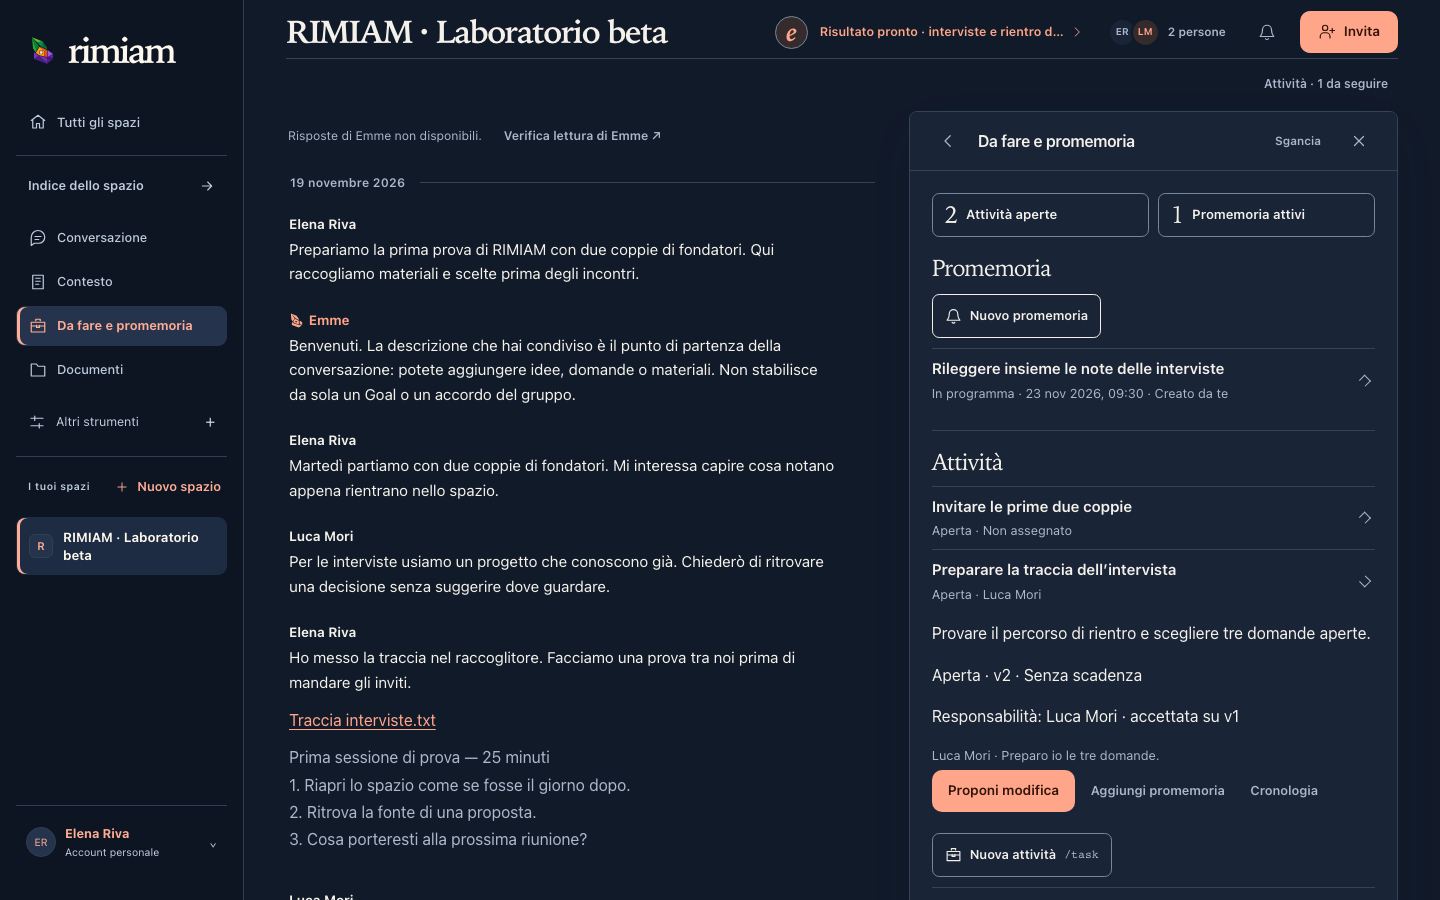 rimiam
Tutti gli spazi
Indice dello spazio
Conversazione
Contesto
Da fare e promemoria
Documenti
Altri strumenti
I tuoi spazi
Nuovo spazio
R
RIMIAM · Laboratorio
beta
ER
Elena Riva
Account personale
RIMIAM · Laboratorio beta
e
Risultato pronto · interviste e rientro d...
ER
LM
2 persone
Invita
Attività · 1 da seguire
Risposte di Emme non disponibili.
Verifica lettura di Emme ↗
19 novembre 2026
Elena Riva
Prepariamo la prima prova di RIMIAM con due coppie di fondatori. Qui
raccogliamo materiali e scelte prima degli incontri.
Emme
Benvenuti. La descrizione che hai condiviso è il punto di partenza della
conversazione: potete aggiungere idee, domande o materiali. Non stabilisce
da sola un Goal o un accordo del gruppo.
Elena Riva
Martedì partiamo con due coppie di fondatori. Mi interessa capire cosa notano
appena rientrano nello spazio.
Luca Mori
Per le interviste usiamo un progetto che conoscono già. Chiederò di ritrovare
una decisione senza suggerire dove guardare.
Elena Riva
Ho messo la traccia nel raccoglitore. Facciamo una prova tra noi prima di
mandare gli inviti.
Traccia interviste.txt
Prima sessione di prova — 25 minuti
1. Riapri lo spazio come se fosse il giorno dopo.
2. Ritrova la fonte di una proposta.
3. Cosa porteresti alla prossima riunione?
Luca Mori
Da fare e promemoria
Sgancia
2 Attività aperte
1 Promemoria attivi
Promemoria
Nuovo promemoria
Rileggere insieme le note delle interviste
In programma · 23 nov 2026, 09:30 · Creato da te
Attività
Invitare le prime due coppie
Aperta · Non assegnato
Preparare la traccia dell’intervista
Aperta · Luca Mori
Provare il percorso di rientro e scegliere tre domande aperte.
Aperta · v2 · Senza scadenza
Responsabilità: Luca Mori · accettata su v1
Luca Mori · Preparo io le tre domande.
Proponi modifica
Aggiungi promemoria
Cronologia
Nuova attività /task